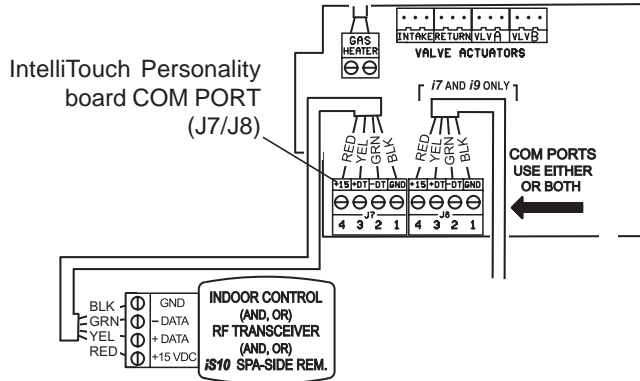 INTAKE RETURN VLV A VLV B
VALVE ACTUATORS
GAS
HEATER
IntelliTouch Personality
board COM PORT
(J7/J8)
i7 AND i9 ONLY
RED YEL GRN BLK
RED YEL GRN BLK
COM PORTS
USE EITHER
OR BOTH
+15 +DT -DT GND
+15 +DT -DT GND
J7
J8
4 3 2 1
4 3 2 1
BLK GND
GRN - DATA
YEL + DATA
RED +15 VDC
INDOOR CONTROL
(AND, OR)
RF TRANSCEIVER
(AND, OR)
iS10 SPA-SIDE REM.